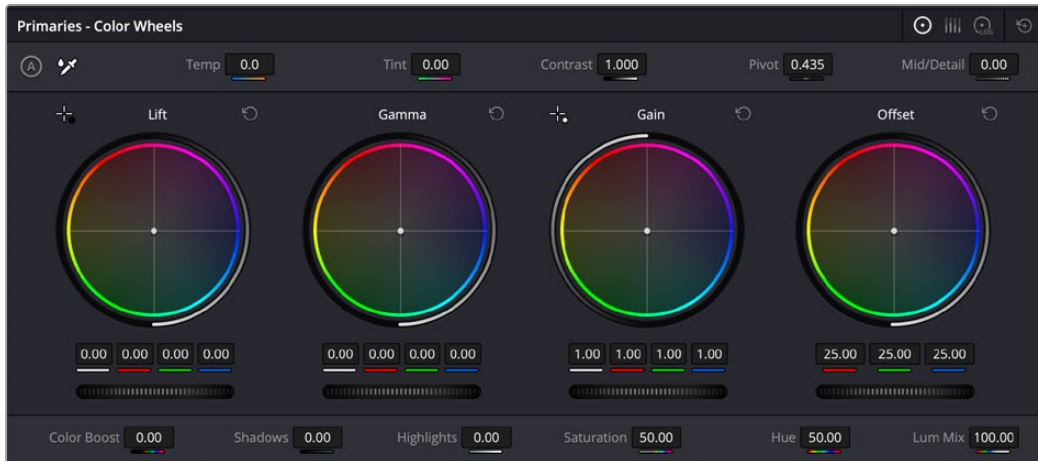 Primaries - Color Wheels
LOG
A Temp 0.0 Tint 0.00 Contrast 1.000 Pivot 0.435 Mid/Detail 0.00
Lift Gamma Gain Offset
0.00 0.00 0.00 0.00 0.00 0.00 0.00 0.00 1.00 1.00 1.00 1.00 25.00 25.00 25.00
Color Boost 0.00 Shadows 0.00 Highlights 0.00 Saturation 50.00 Hue 50.00 Lum Mix 100.00